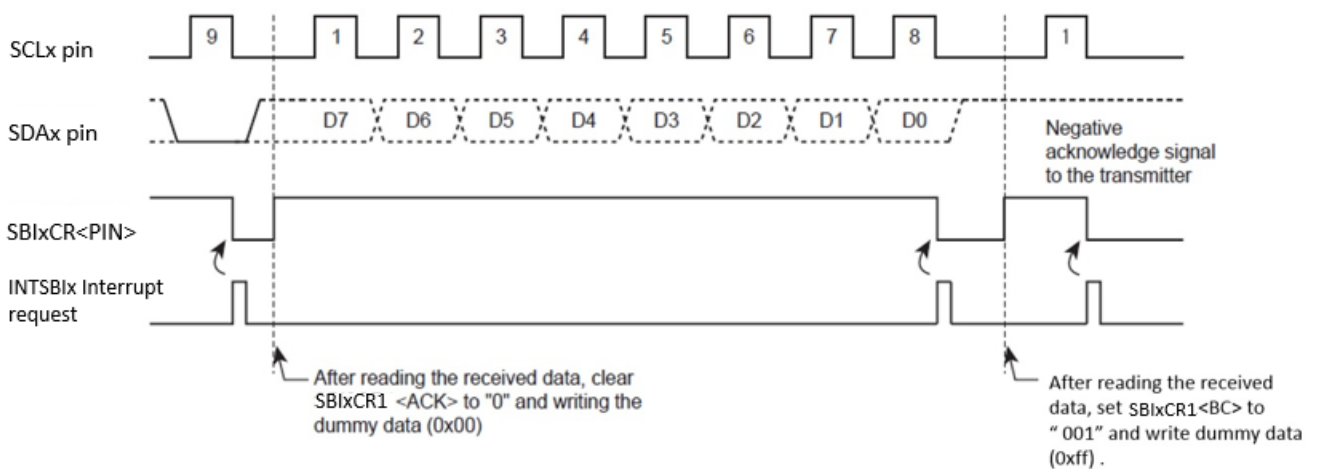 SCLx pin
9 1 2 3 4 5 6 7 8 1
SDAx pin
D7 D6 D5 D4 D3 D2 D1 D0
Negative
acknowledge signal
to the transmitter
SBIxCR<PIN>
INTSBIx Interrupt
request
After reading the received data, clear
SBIxCR1 <ACK> to "0" and writing the
dummy data (0x00)
After reading the received
data, set SBIxCR1<BC> to
“ 001” and write dummy data
(0xff) .